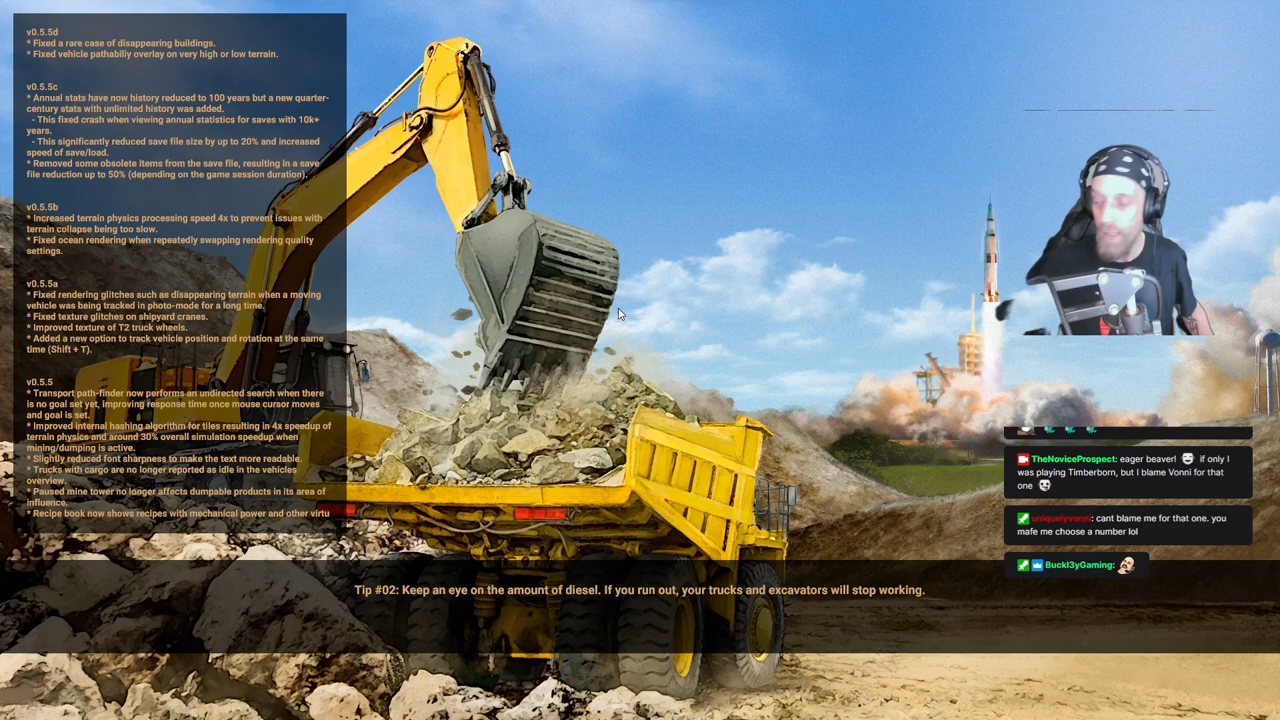 v0.5.5d
* Fixed a rare case of disappearing buildings.
* Fixed vehicle pathabiliy overlay on very high or low terrain.
v0.5.5c
* Annual stats have now history reduced to 100 years but a new quarter-
century stats with unlimited history was added.
- This fixed crash when viewing annual statistics for saves with 10k+
years.
- This significantly reduced save file size by up to 20% and increased
speed of save/load.
* Removed some obsolete items from the save file, resulting in a save
file reduction up to 50% (depending on the game session duration).
v0.5.5b
* Increased terrain physics processing speed 4x to prevent issues with
terrain collapse being too slow.
* Fixed ocean rendering when repeatedly swapping rendering quality
settings.
v0.5.5a
* Fixed rendering glitches such as disappearing terrain when a moving
vehicle was being tracked in photo-mode for a long time.
* Fixed texture glitches on shipyard cranes.
* Improved texture of T2 truck wheels.
* Added a new option to track vehicle position and rotation at the same
time (Shift + T).
v0.5.5
* Transport path-finder now performs an undirected search when there
is no goal set yet, improving response time once mouse cursor moves
and goal is set.
* Improved internal hashing algorithm for tiles resulting in 4x speedup of
terrain physics and around 30% overall simulation speedup when
mining/dumping is active.
* Slightly reduced font sharpness to make the text more readable.
* Trucks with cargo are no longer reported as idle in the vehicles
overview.
* Paused mine tower no longer affects dumpable products in its area of
influence.
* Recipe book now shows recipes with mechanical power and other virtu
TheNoviceProspect: eager beaver! if only I
was playing Timberborn, but I blame Vonni for that
one
uniquelyvonni: cant blame me for that one. you
mafe me choose a number lol
Buckl3yGaming:
Tip #02: Keep an eye on the amount of diesel. If you run out, your trucks and excavators will stop working.